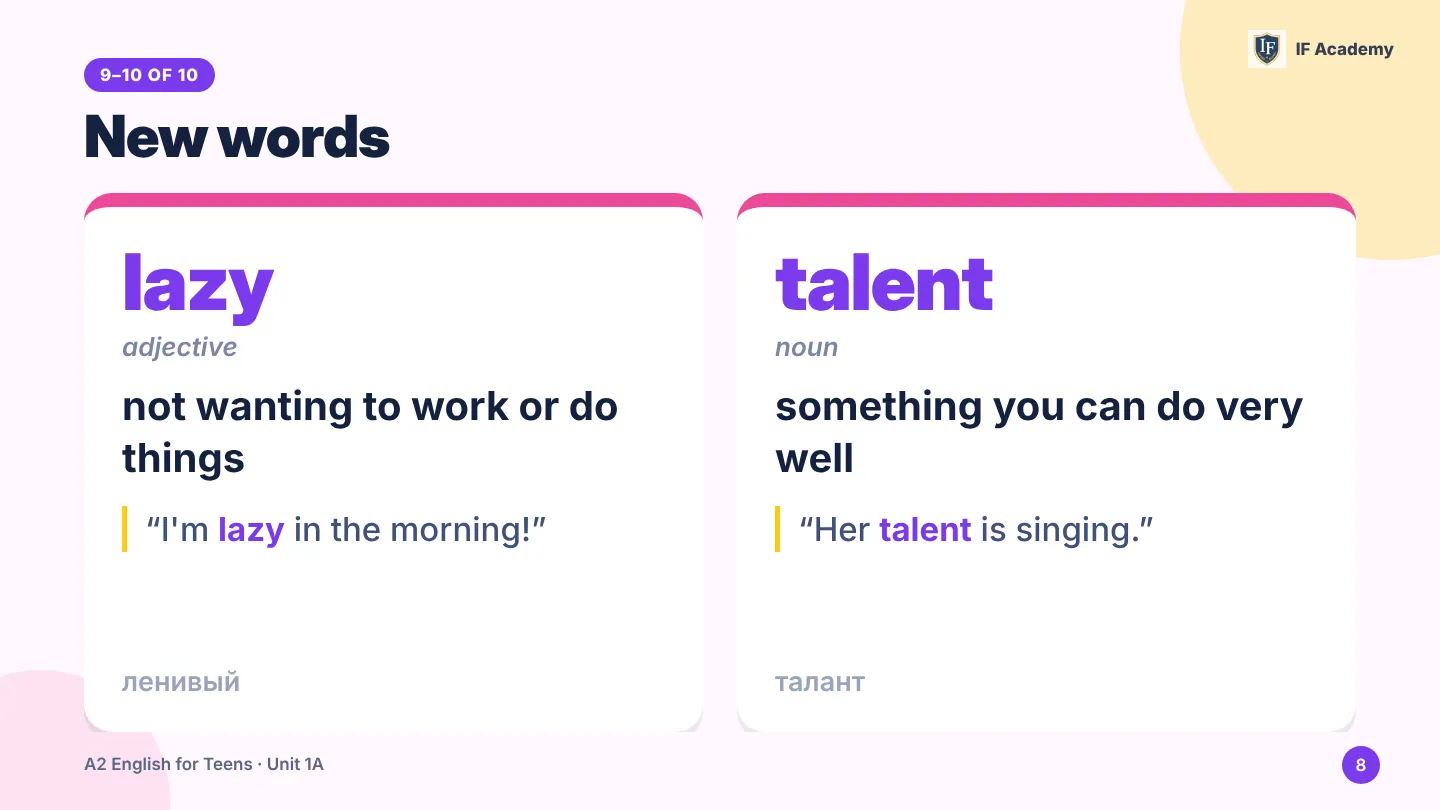 IF
IF Academy
9–10 OF 10
New words
lazy
adjective
not wanting to work or do
things
“I'm lazy in the morning!”
ленивый
talent
noun
something you can do very
well
“Her talent is singing.”
талант
A2 English for Teens · Unit 1A
8